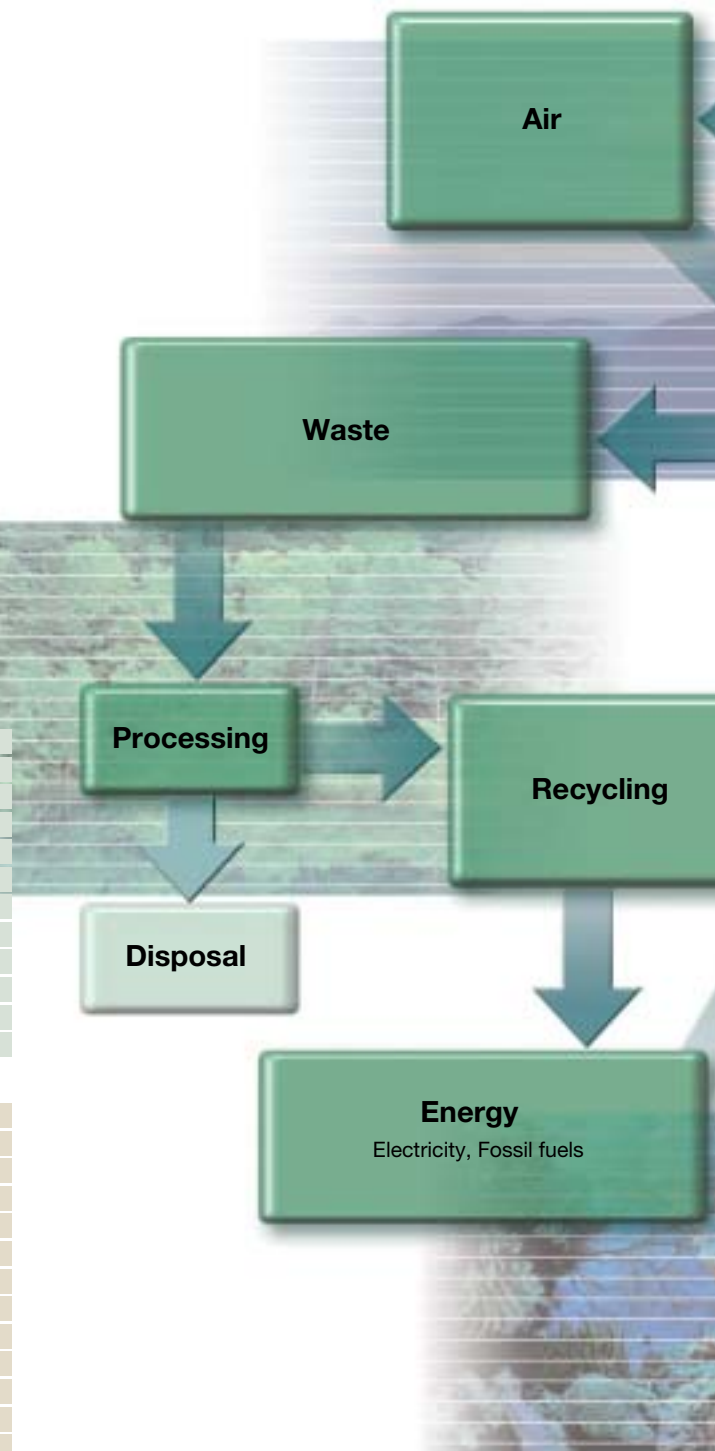 Air
Waste
Processing
Recycling
Disposal
Energy
Electricity, Fossil fuels